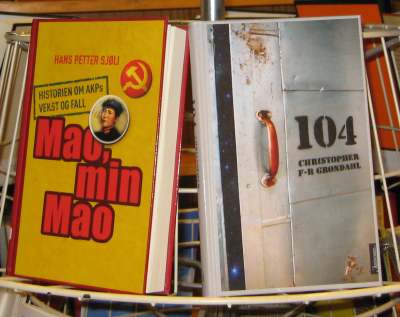 HANS PETTER SJØLI
HISTORIEN OM AKPs
VEKST OG FALL
Mao,
min
Mao
104
CHRISTOPHER
F-B GRØNDAHL